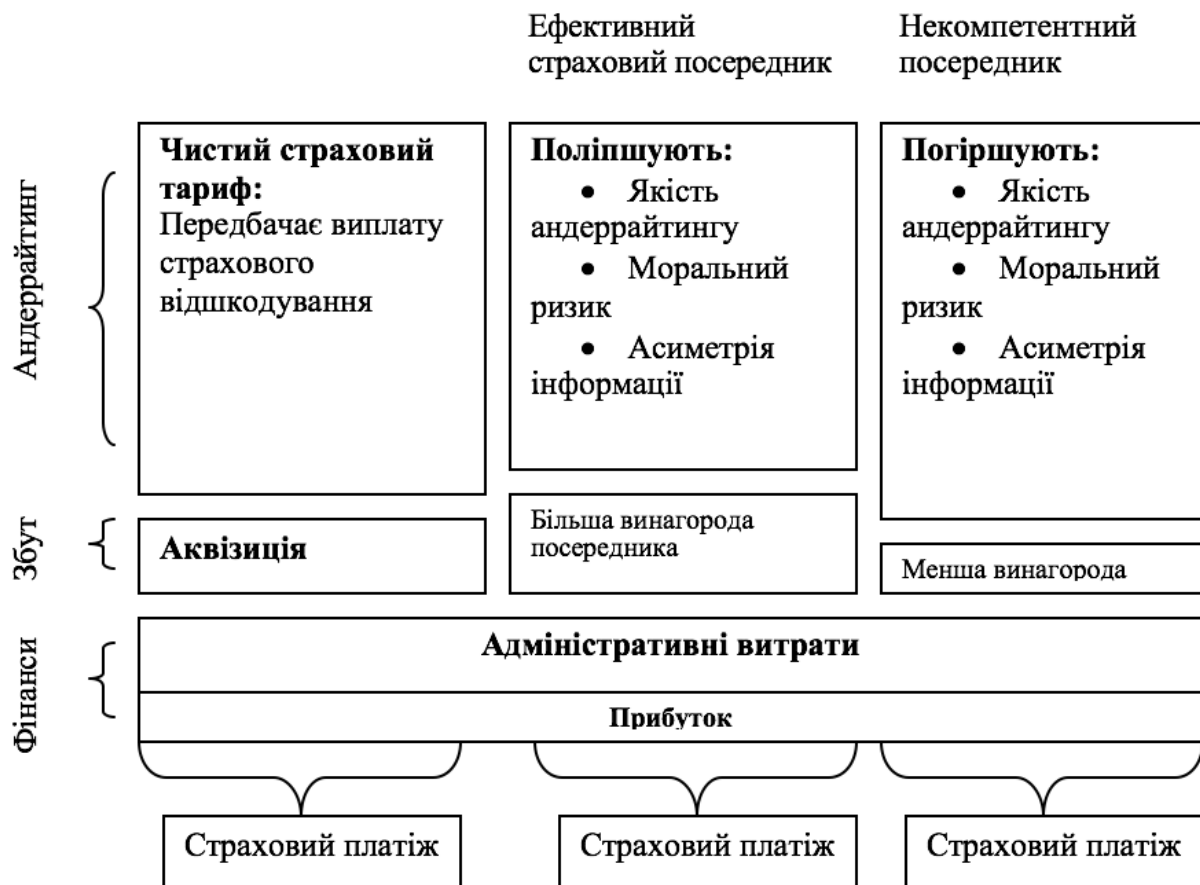 Ефективний
страховий посередник
Некомпетентний
посередник
Андеррайтинг
Чистий страховий
тариф:
Передбачає виплату
страхового
відшкодування
Поліпшують:
• Якість
андеррайтингу
• Моральний
ризик
• Асиметрія
інформації
Погіршують:
• Якість
андеррайтингу
• Моральний
ризик
• Асиметрія
інформації
Збут
Аквізиція
Більша винагорода
посередника
Менша винагорода
Фінанси
Адміністративні витрати
Прибуток
Страховий платіж
Страховий платіж
Страховий платіж